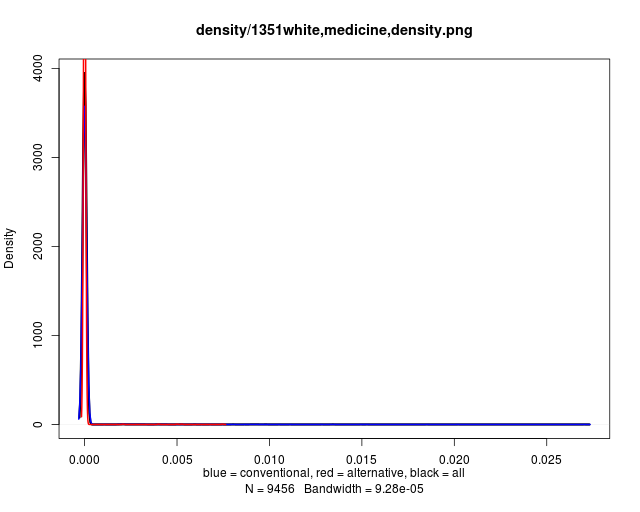 density/1351white,medicine,density.png
Density
4000
3000
2000
1000
0
0.000 0.005 0.010 0.015 0.020 0.025
blue = conventional, red = alternative, black = all
N = 9456 Bandwidth = 9.28e-05